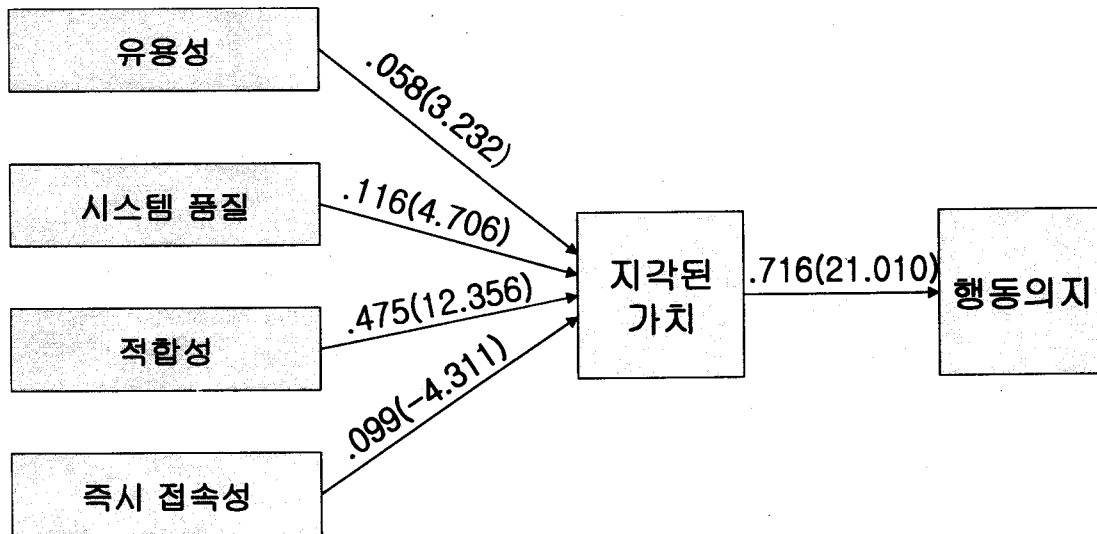 유용성
.058(3.232)
시스템 품질
.116(4.706)
적합성
.475(12.356)
즉시 접속성
.099(-4.311)
지각된
가치
.716(21.010)
행동의지